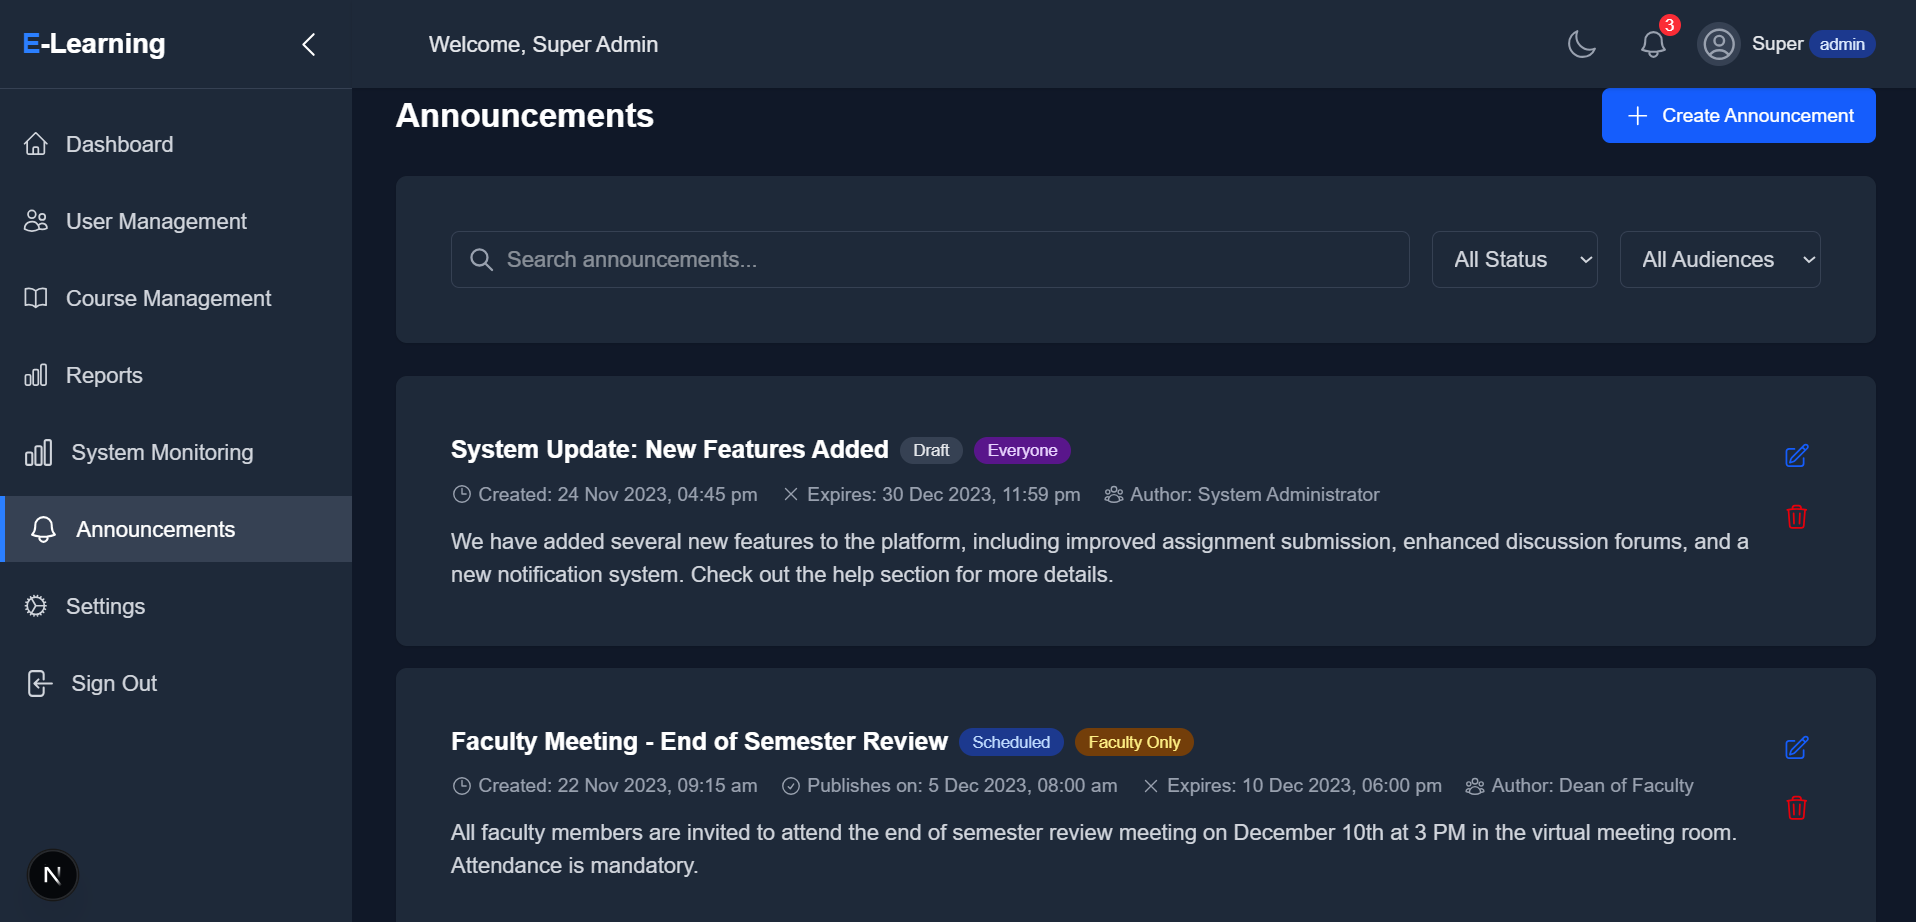 E-Learning
Welcome, Super Admin
3
Super admin
Dashboard
User Management
Course Management
Reports
System Monitoring
Announcements
Settings
Sign Out
N
Announcements
Create Announcement
Search announcements...
All Status
All Audiences
System Update: New Features Added Draft Everyone
Created: 24 Nov 2023, 04:45 pm Expires: 30 Dec 2023, 11:59 pm Author: System Administrator
We have added several new features to the platform, including improved assignment submission, enhanced discussion forums, and a
new notification system. Check out the help section for more details.
Faculty Meeting - End of Semester Review Scheduled Faculty Only
Created: 22 Nov 2023, 09:15 am Publishes on: 5 Dec 2023, 08:00 am Expires: 10 Dec 2023, 06:00 pm Author: Dean of Faculty
All faculty members are invited to attend the end of semester review meeting on December 10th at 3 PM in the virtual meeting room.
Attendance is mandatory.